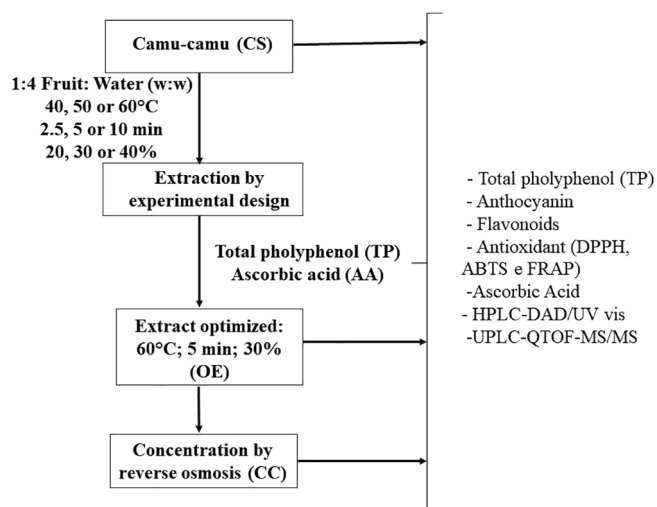 Camu-camu (CS)
1:4 Fruit: Water (w:w)
40, 50 or 60°C
2.5, 5 or 10 min
20, 30 or 40%
Extraction by
experimental design
Total pholyphenol (TP)
Ascorbic acid (AA)
Extract optimized:
60°C; 5 min; 30%
(OE)
Concentration by
reverse osmosis (CC)
- Total pholyphenol (TP)
- Anthocyanin
- Flavonoids
- Antioxidant (DPPH,
ABTS e FRAP)
-Ascorbic Acid
- HPLC-DAD/UV vis
-UPLC-QTOF-MS/MS